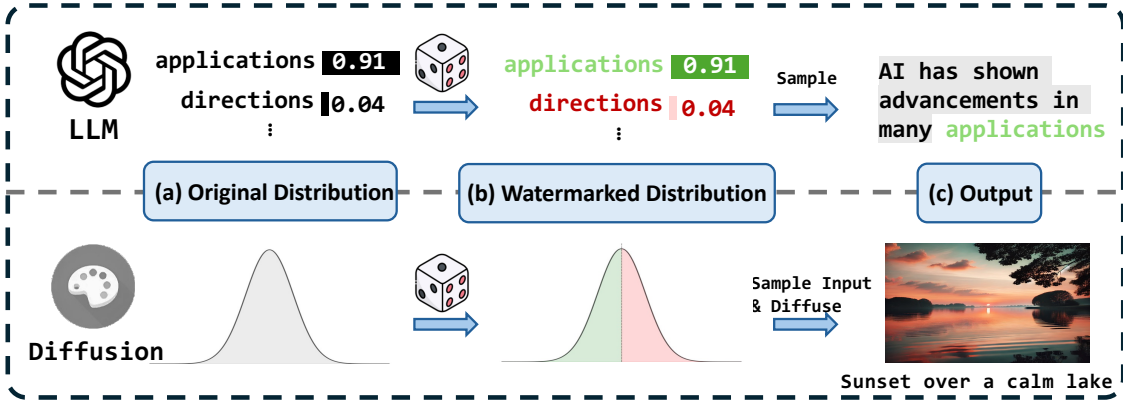 applications 0.91
directions 0.04
⋮
LLM
applications 0.91
directions 0.04
⋮
Sample
AI has shown
advancements in
many applications
(a) Original Distribution
(b) Watermarked Distribution
(c) Output
Diffusion
Sample Input
& Diffuse
Sunset over a calm lake